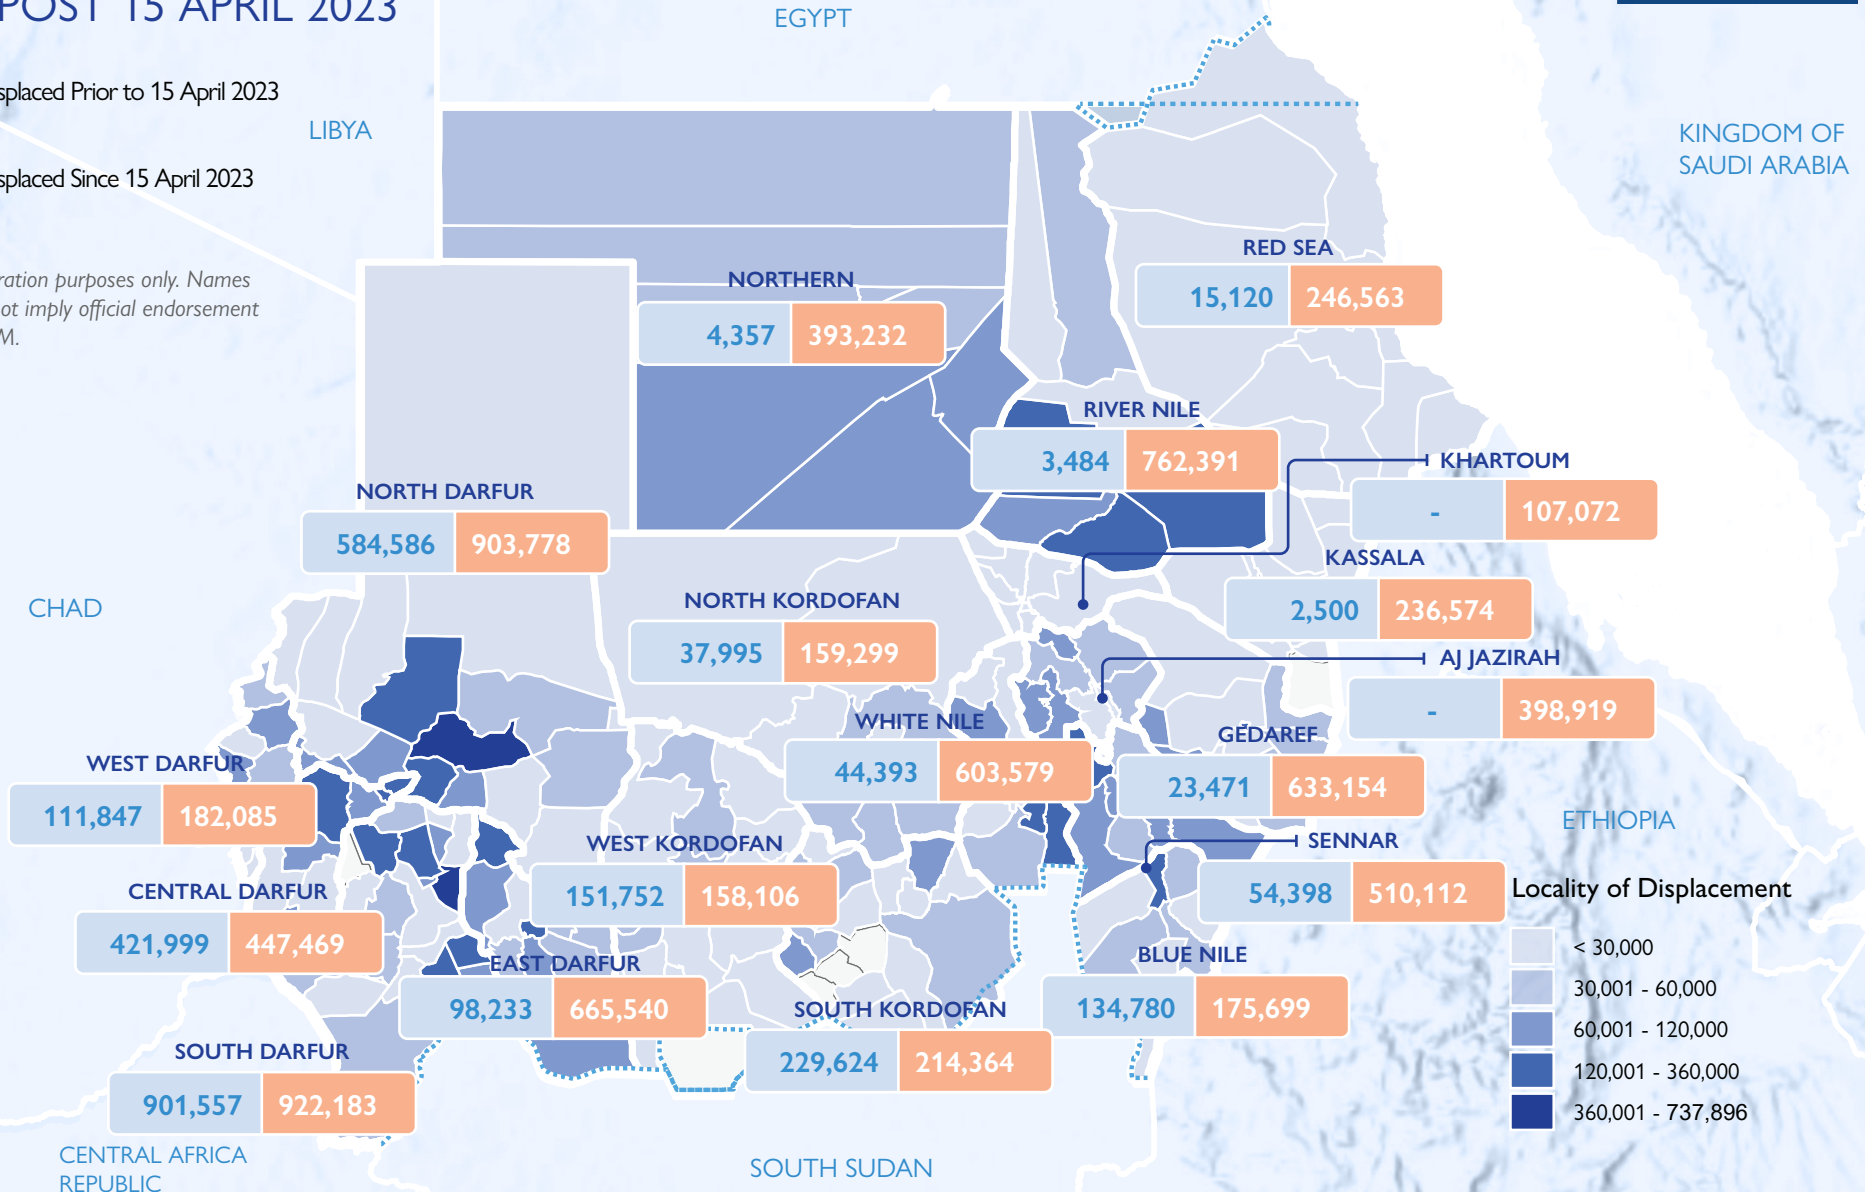 POST 15 APRIL 2023
EGYPT
splaced Prior to 15 April 2023
LIBYA
KINGDOM OF
SAUDI ARABIA
splaced Since 15 April 2023
ration purposes only. Names
ot imply official endorsement
M.
RED SEA
15,120 246,563
NORTHERN
4,357 393,232
RIVER NILE
3,484 762,391
KHARTOUM
- 107,072
NORTH DARFUR
584,586 903,778
KASSALA
2,500 236,574
CHAD
NORTH KORDOFAN
37,995 159,299
AJ JAZIRAH
- 398,919
WHITE NILE
44,393 603,579
GEDAREF
23,471 633,154
WEST DARFUR
111,847 182,085
ETHIOPIA
WEST KORDOFAN
151,752 158,106
SENNAR
54,398 510,112
CENTRAL DARFUR
421,999 447,469
EAST DARFUR
98,233 665,540
BLUE NILE
134,780 175,699
SOUTH KORDOFAN
229,624 214,364
SOUTH DARFUR
901,557 922,183
Locality of Displacement
< 30,000
30,001 - 60,000
60,001 - 120,000
120,001 - 360,000
360,001 - 737,896
CENTRAL AFRICA
REPUBLIC
SOUTH SUDAN